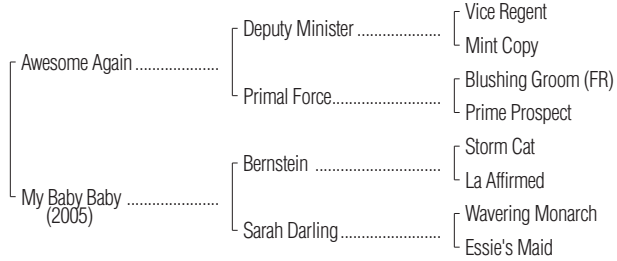 Vice Regent
Deputy Minister ...................
Mint Copy
Awesome Again ...................
Blushing Groom (FR)
Primal Force.........................
Prime Prospect
Storm Cat
Bernstein .............................
La Affirmed
My Baby Baby .....................
(2005)
Wavering Monarch
Sarah Darling.......................
Essie's Maid